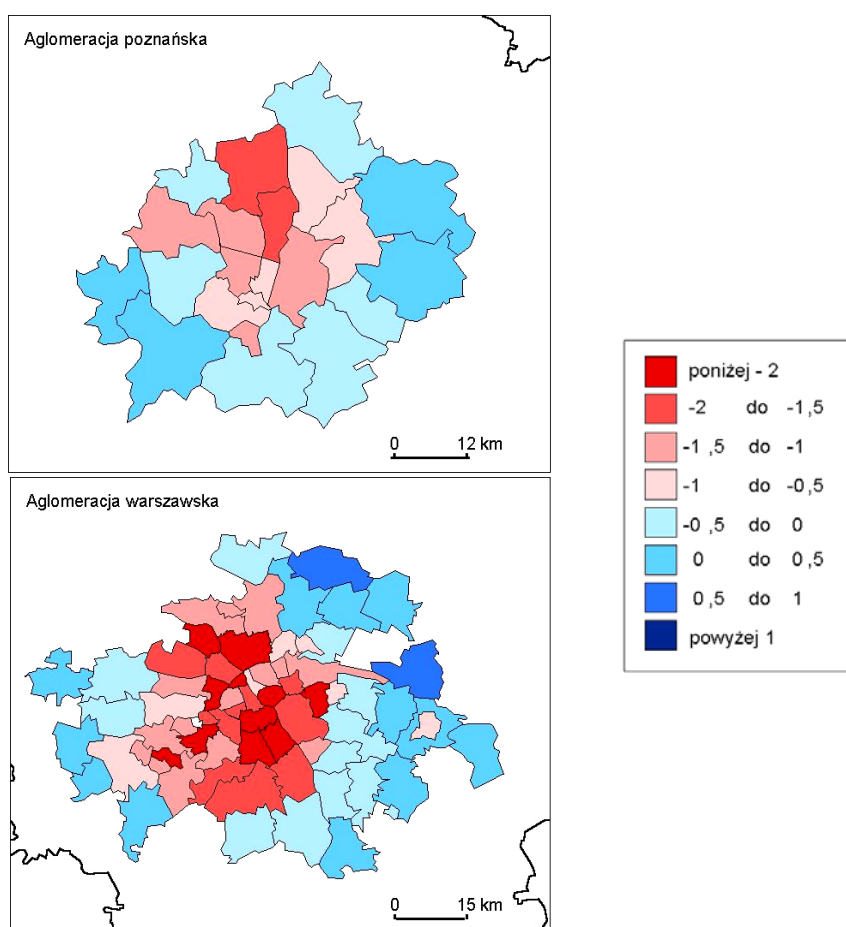 Aglomeracja poznańska
0 12 km
Aglomeracja warszawska
0 15 km
poniżej - 2
-2 do -1,5
-1 ,5 do -1
-1 do -0,5
-0 ,5 do 0
0 do 0,5
0,5 do 1
powyżej 1